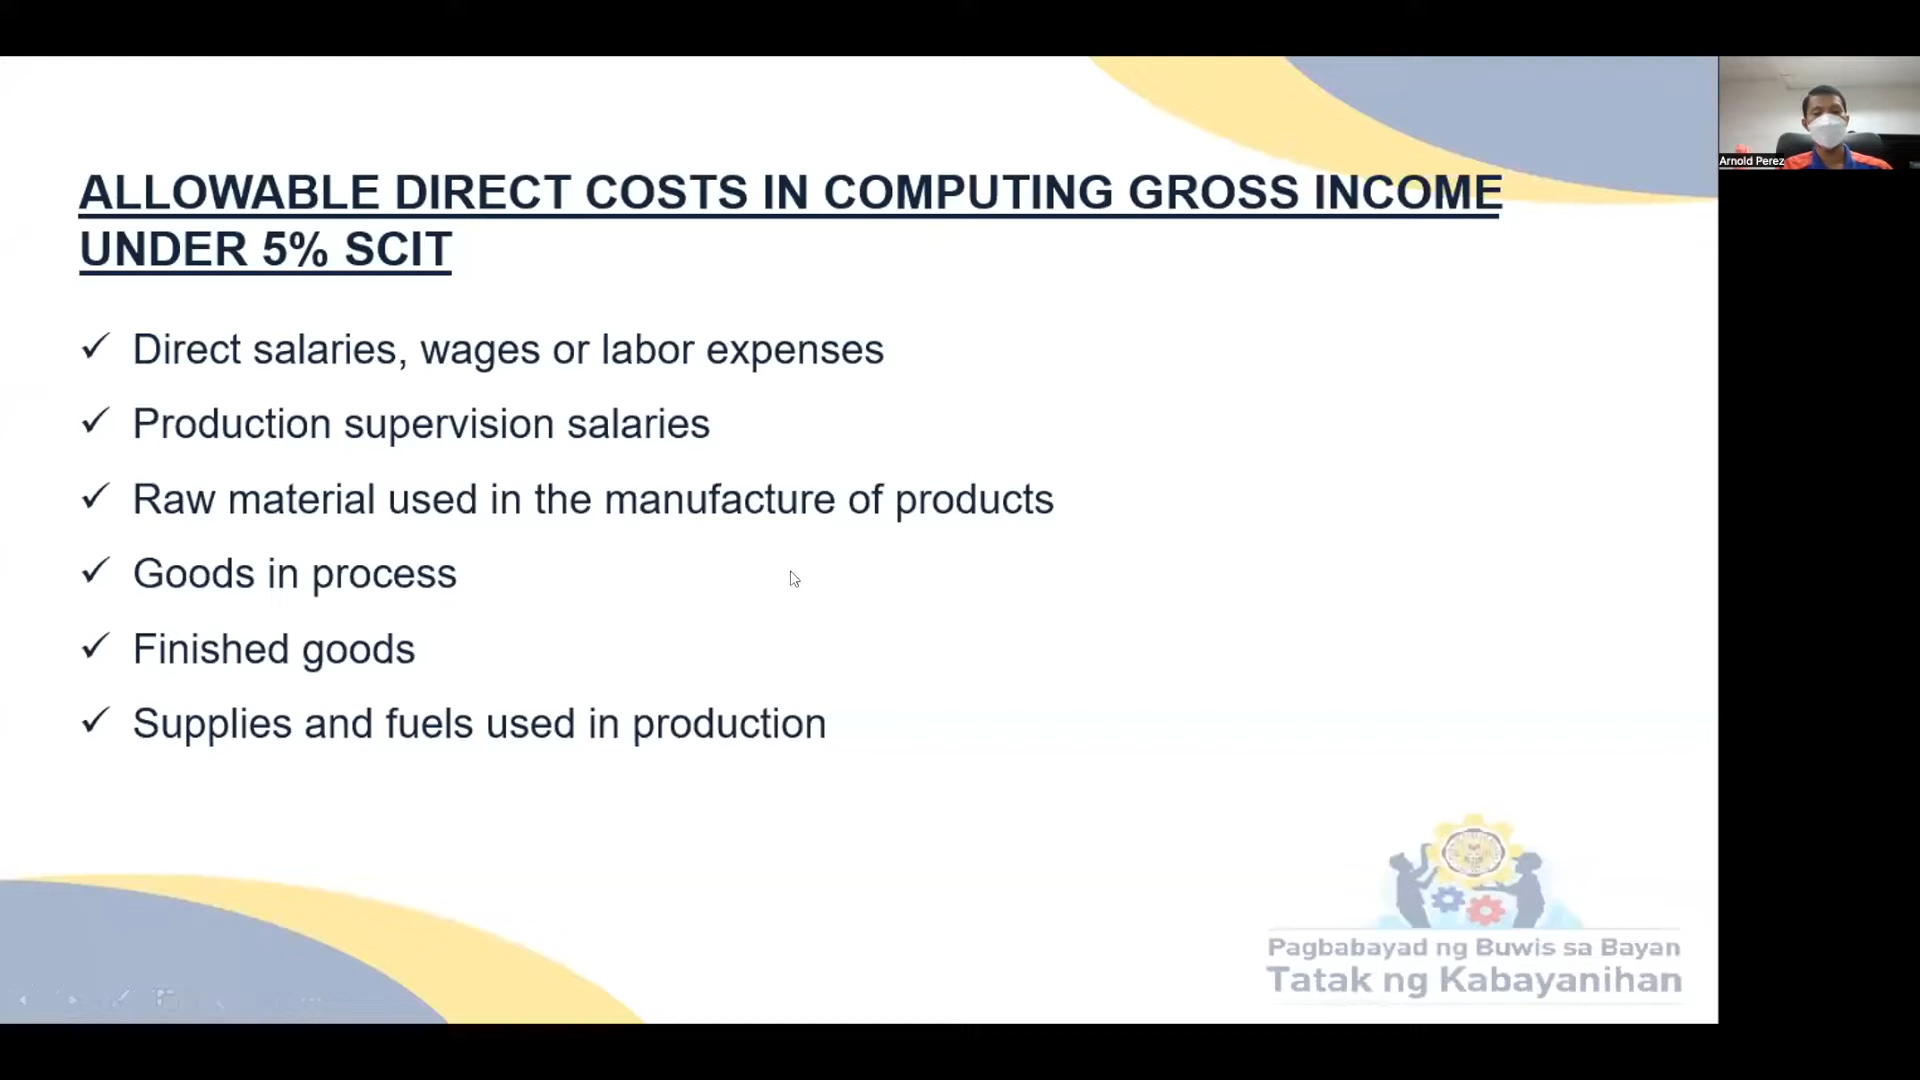 ALLOWABLE DIRECT COSTS IN COMPUTING GROSS INCOME
UNDER 5% SCIT
✓ Direct salaries, wages or labor expenses
✓ Production supervision salaries
✓ Raw material used in the manufacture of products
✓ Goods in process
✓ Finished goods
✓ Supplies and fuels used in production
Pagbabayad ng Buwis sa Bayan
Tatak ng Kabayanihan
Arnold Perez